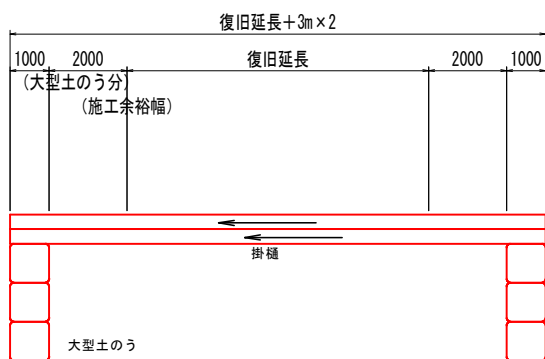 復旧延長+3m×2
1000 2000 復旧延長 2000 1000
(大型土のう分)
(施工余裕幅)
掛樋
大型土のう